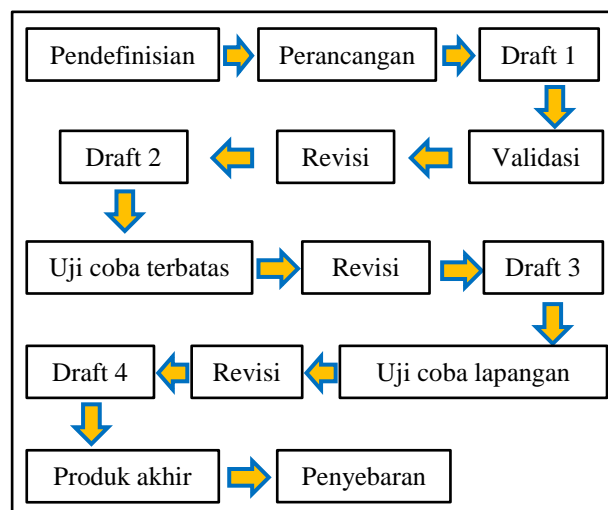 Pendefinisian
Perancangan
Draft 1
Validasi
Revisi
Draft 2
Uji coba terbatas
Revisi
Draft 3
Uji coba lapangan
Revisi
Draft 4
Produk akhir
Penyebaran